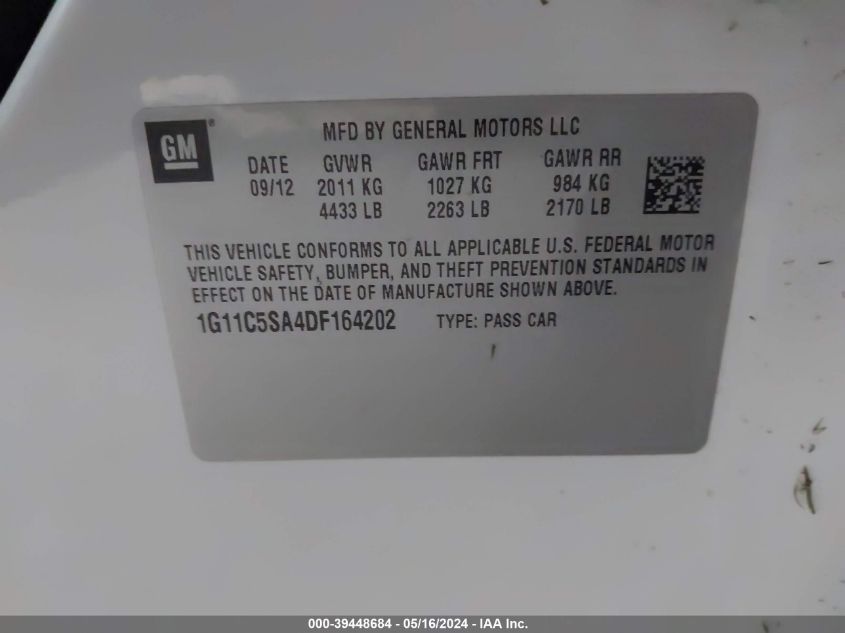 GM ®
MFD BY GENERAL MOTORS LLC
DATE GVWR GAWR FRT GAWR RR
09/12 2011 KG 1027 KG 984 KG
4433 LB 2263 LB 2170 LB
THIS VEHICLE CONFORMS TO ALL APPLICABLE U.S. FEDERAL MOTOR
VEHICLE SAFETY, BUMPER, AND THEFT PREVENTION STANDARDS IN
EFFECT ON THE DATE OF MANUFACTURE SHOWN ABOVE.
1G11C5SA4DF164202 TYPE: PASS CAR
000-39448684 - 05/16/2024 - IAA Inc.